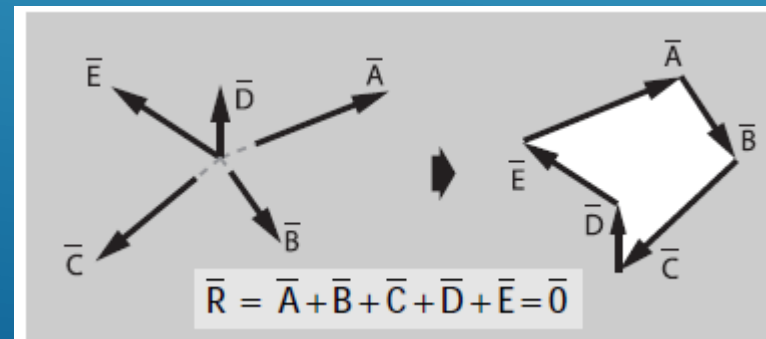 E̅
D̅
A̅
C̅
B̅
A̅
B̅
E̅
D̅
C̅
R̅ = A̅+B̅+C̅+D̅+E̅=0̅